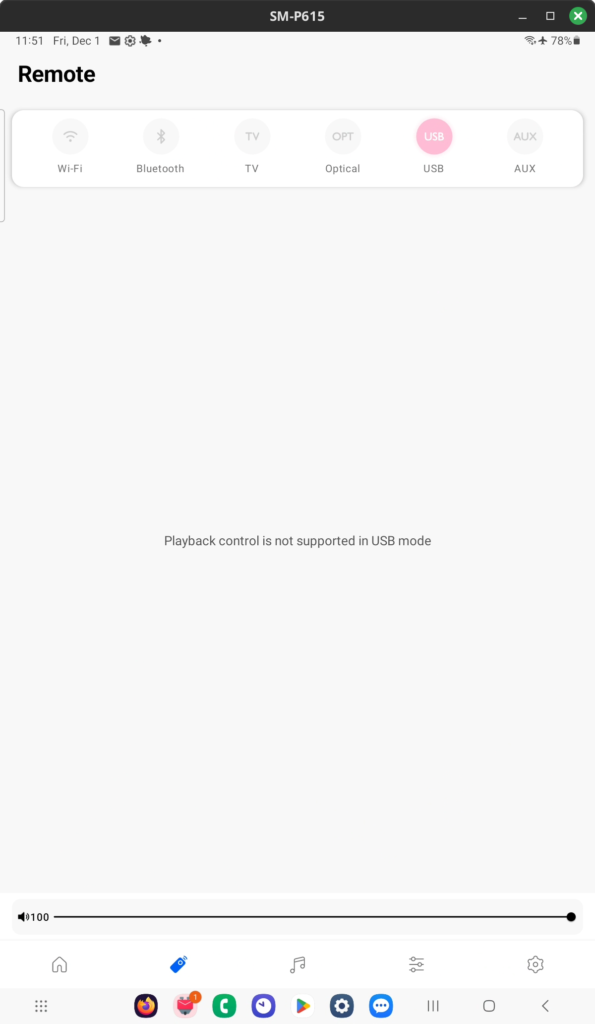 SM-P615
11:51 Fri, Dec 1 78%
Remote
TV OPT USB AUX
Wi-Fi Bluetooth TV Optical USB AUX
Playback control is not supported in USB mode
100
1